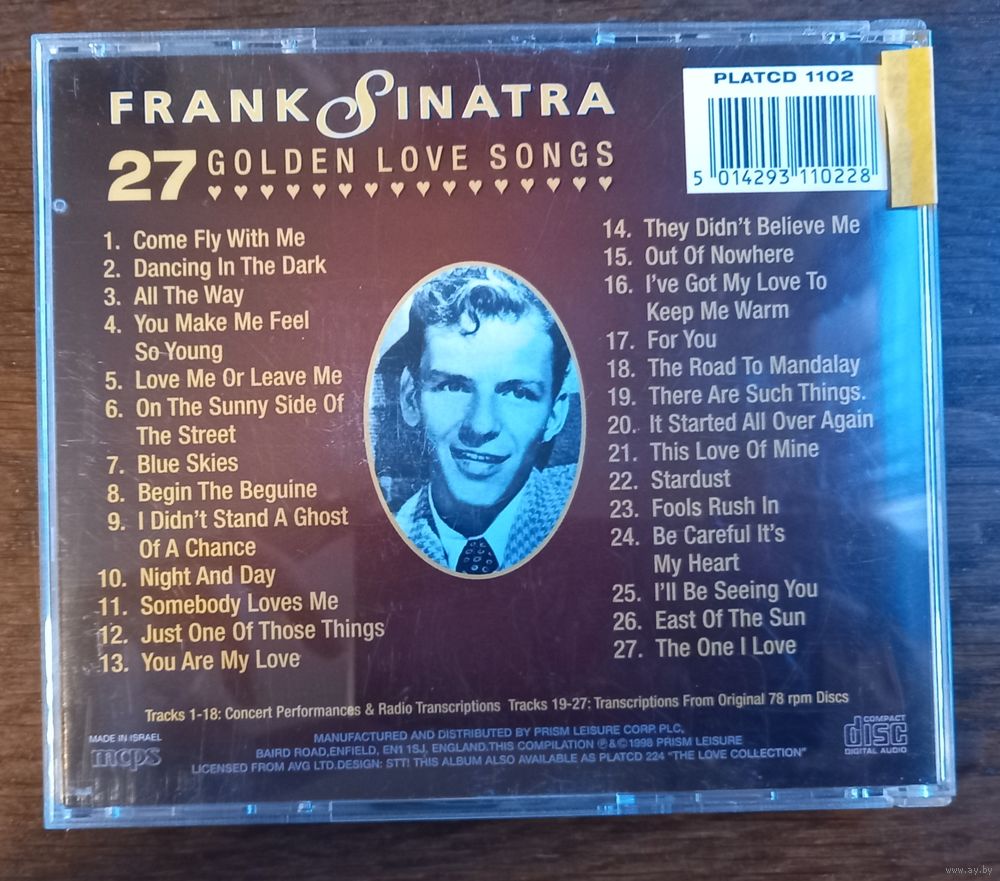 FRANK SINATRA
27 GOLDEN LOVE SONGS
PLATCD 1102
5 014293 110228
1. Come Fly With Me
2. Dancing In The Dark
3. All The Way
4. You Make Me Feel
So Young
5. Love Me Or Leave Me
6. On The Sunny Side Of
The Street
7. Blue Skies
8. Begin The Beguine
9. I Didn't Stand A Ghost
Of A Chance
10. Night And Day
11. Somebody Loves Me
12. Just One Of Those Things
13. You Are My Love
14. They Didn't Believe Me
15. Out Of Nowhere
16. I've Got My Love To
Keep Me Warm
17. For You
18. The Road To Mandalay
19. There Are Such Things.
20. It Started All Over Again
21. This Love Of Mine
22. Stardust
23. Fools Rush In
24. Be Careful It's
My Heart
25. I'll Be Seeing You
26. East Of The Sun
27. The One I Love
Tracks 1-18: Concert Performances & Radio Transcriptions Tracks 19-27: Transcriptions From Original 78 rpm Discs
MADE IN ISRAEL
mcps
MANUFACTURED AND DISTRIBUTED BY PRISM LEISURE CORP. PLC,
BAIRD ROAD,ENFIELD, EN1 1SJ, ENGLAND.THIS COMPILATION ℗&©1998 PRISM LEISURE
LICENSED FROM AVG LTD.DESIGN: STT! THIS ALBUM ALSO AVAILABLE AS PLATCD 224 "THE LOVE COLLECTION"
COMPACT
disc
DIGITAL AUDIO
www.ay.by